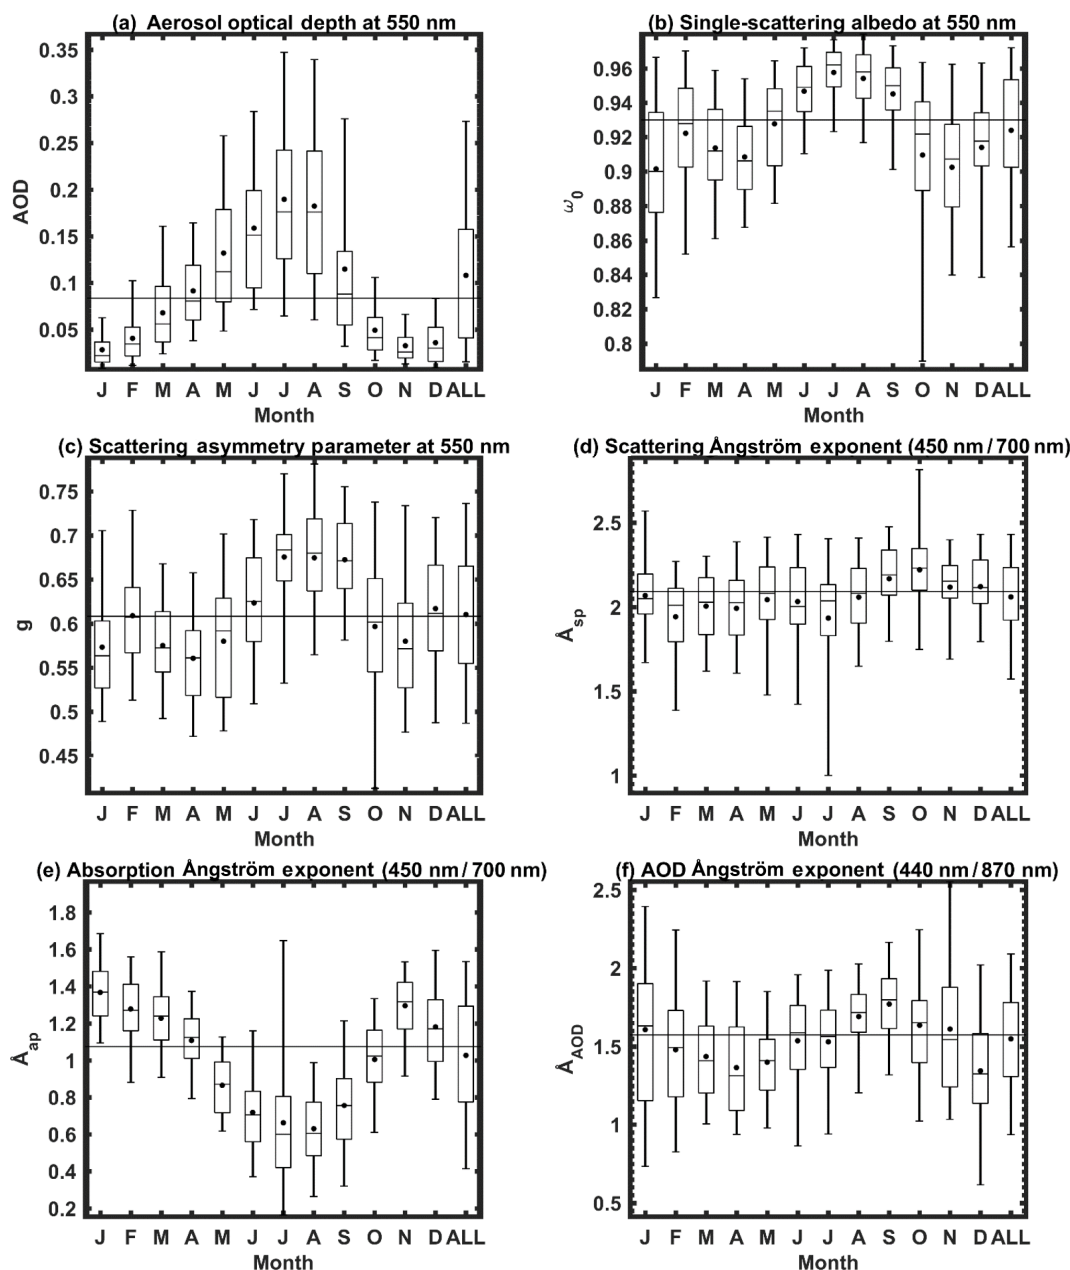 (a) Aerosol optical depth at 550 nm
0.35
0.3
0.25
0.2
0.15
0.1
0.05
AOD
J F M A M J J A S O N D ALL
Month
(b) Single-scattering albedo at 550 nm
0.96
0.94
0.92
0.9
0.88
0.86
0.84
0.82
0.8
ω0
J F M A M J J A S O N D ALL
Month
(c) Scattering asymmetry parameter at 550 nm
0.75
0.7
0.65
0.6
0.55
0.5
0.45
g
J F M A M J J A S O N D ALL
Month
(d) Scattering Ångström exponent (450 nm/700 nm)
2.5
2
1.5
1
Åsp
J F M A M J J A S O N D ALL
Month
(e) Absorption Ångström exponent (450 nm/700 nm)
1.8
1.6
1.4
1.2
1
0.8
0.6
0.4
0.2
Åap
J F M A M J J A S O N D ALL
Month
(f) AOD Ångström exponent (440 nm/870 nm)
2.5
2
1.5
1
0.5
ÅAOD
J F M A M J J A S O N D ALL
Month